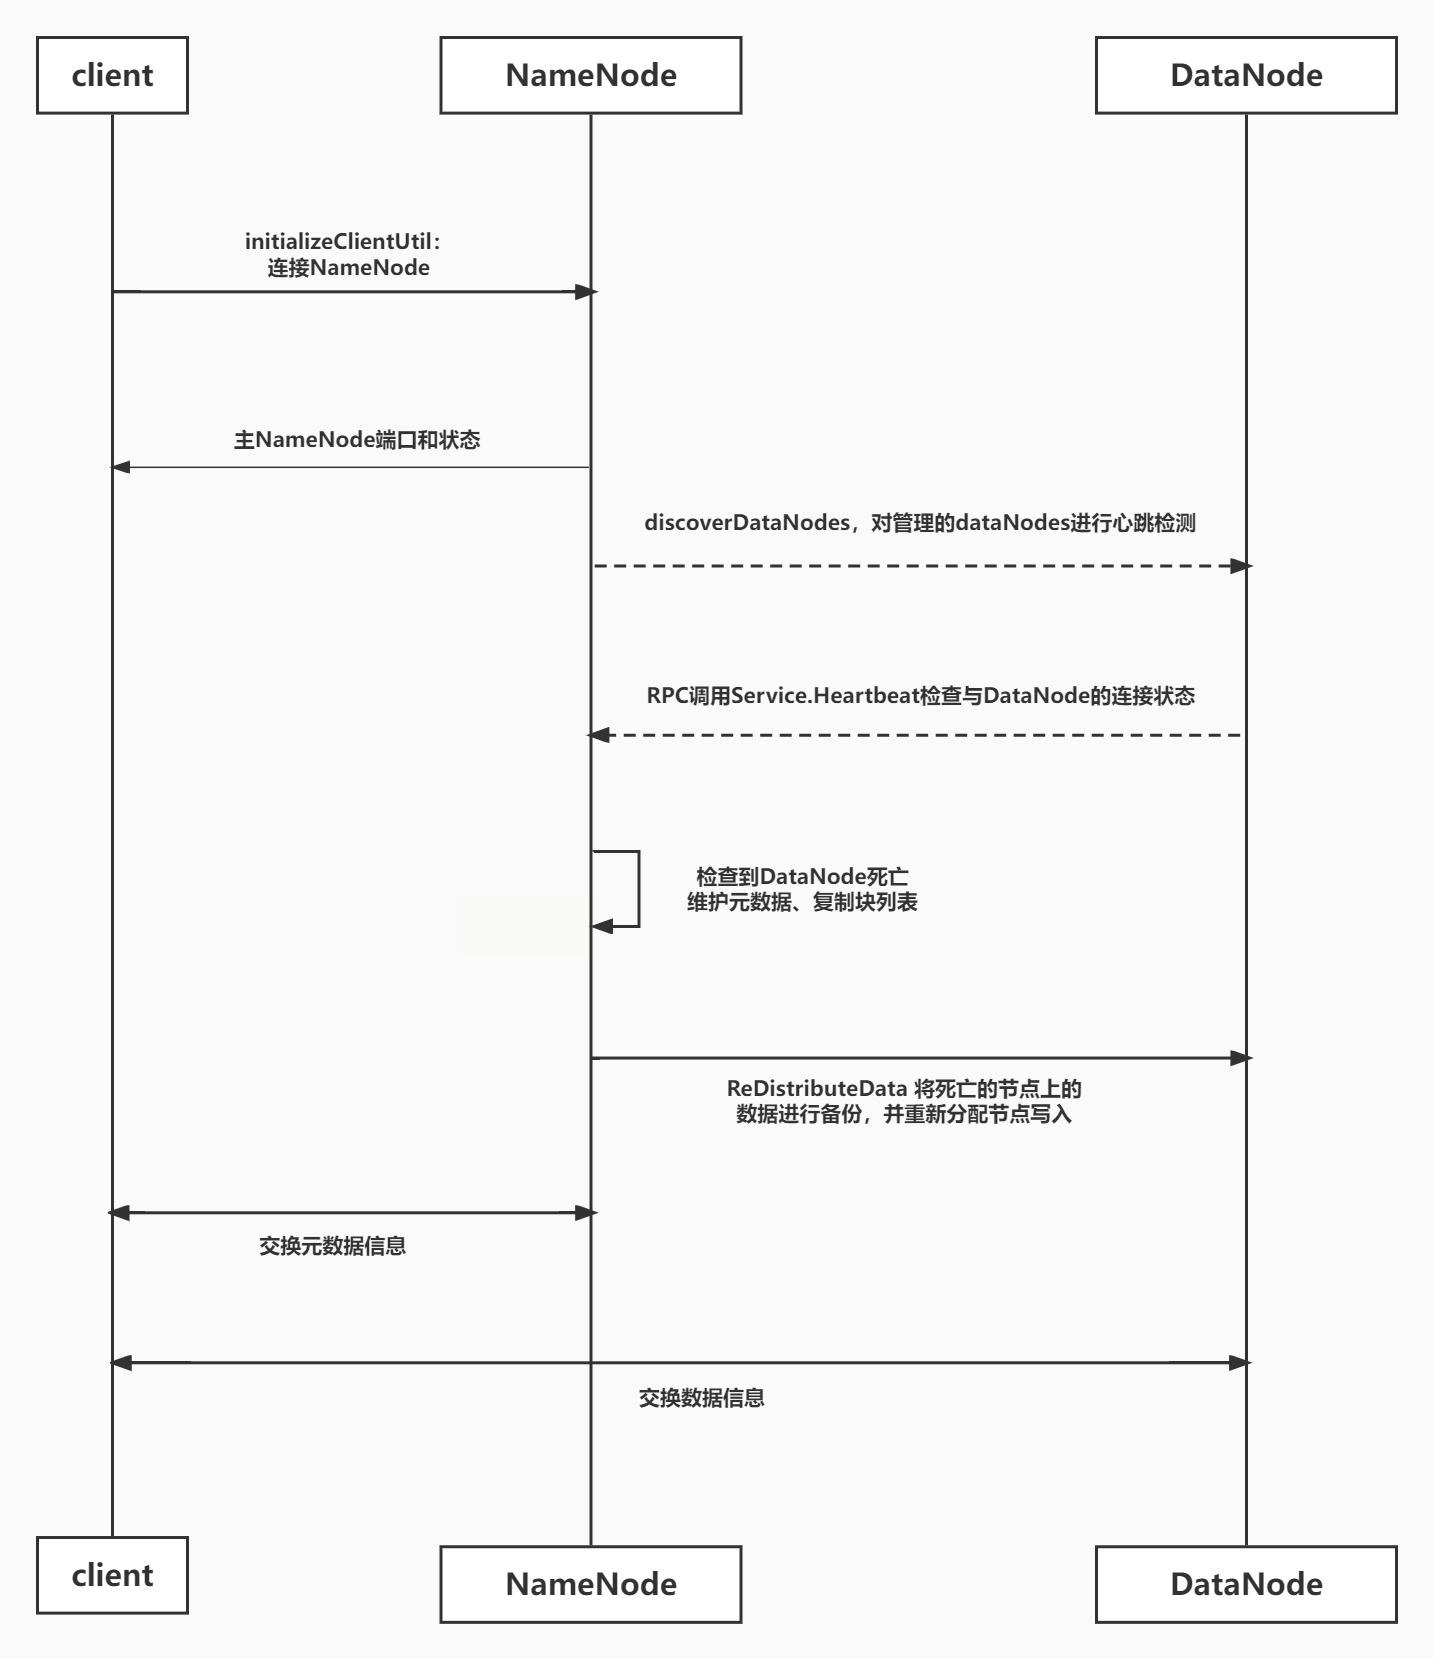 client
NameNode
DataNode
initializeClientUtil：
连接NameNode
主NameNode端口和状态
discoverDataNodes，对管理的dataNodes进行心跳检测
RPC调用Service.Heartbeat检查与DataNode的连接状态
检查到DataNode死亡
维护元数据、复制块列表
ReDistributeData 将死亡的节点上的
数据进行备份，并重新分配节点写入
交换元数据信息
交换数据信息
client
NameNode
DataNode